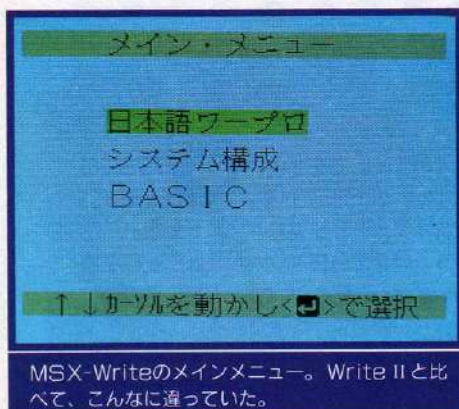 メイン・メニュー
日本語ワープロ
システム構成
BASIC
↑↓カーソルを動かし<⏎>で選択
MSX-Writeのメインメニュー。Write IIと比
べて、こんなに違っていた。